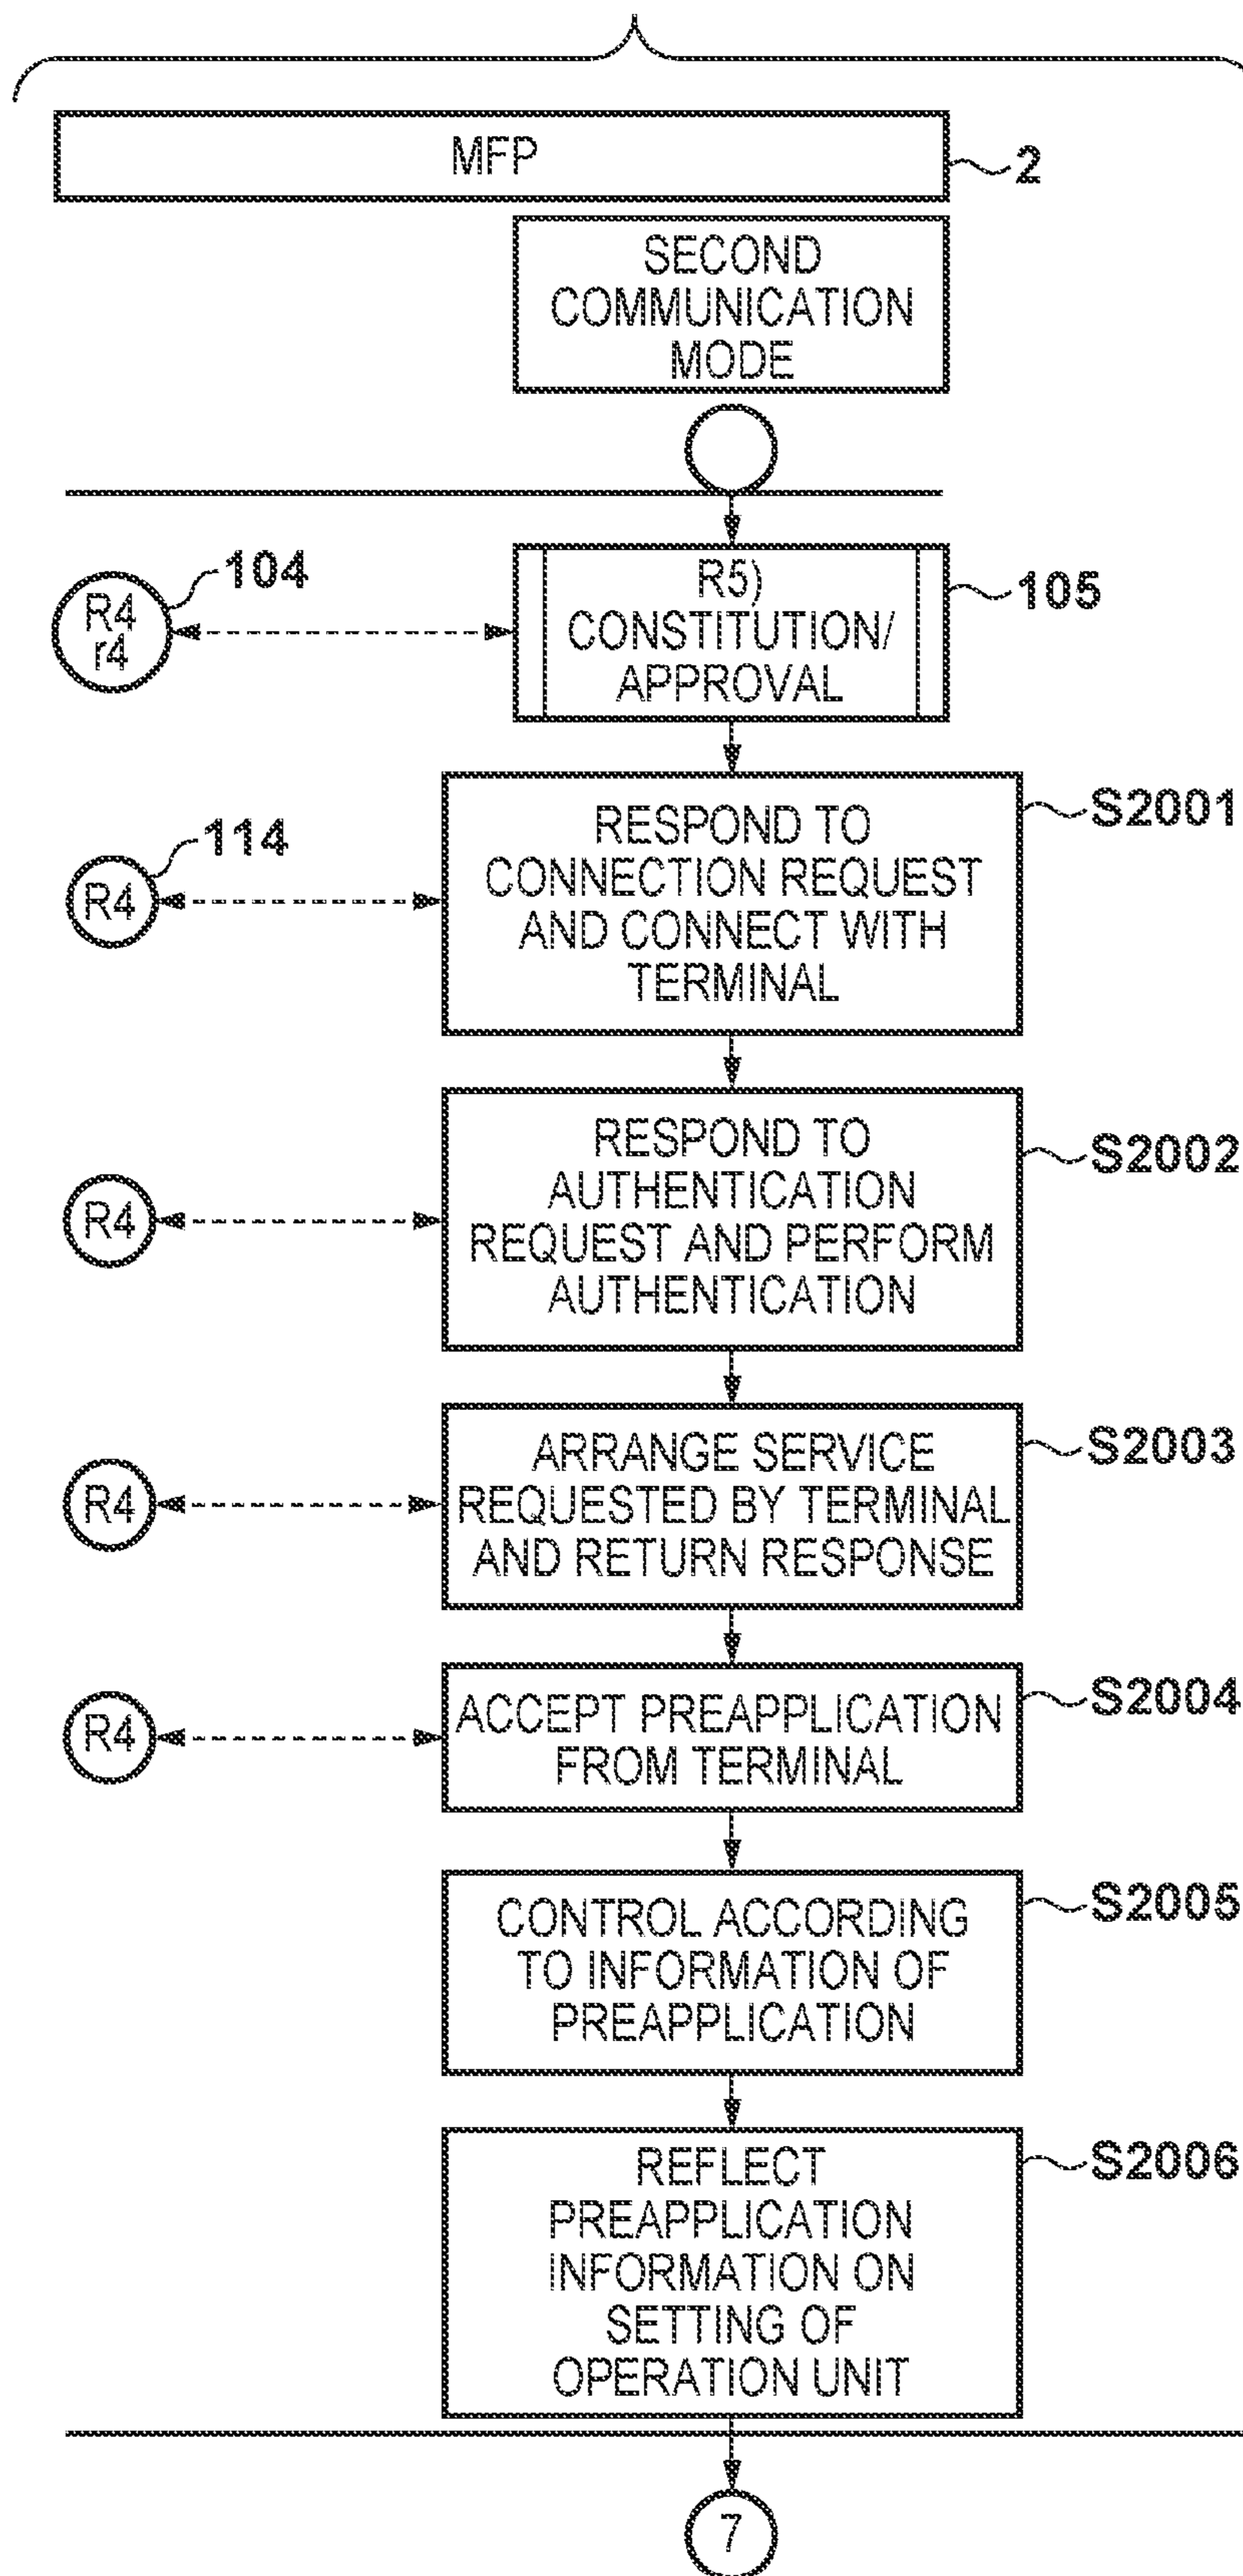 MFP
2
SECOND
COMMUNICATION
MODE
104
R4
r4
R5)
CONSTITUTION/
APPROVAL
105
114
R4
RESPOND TO
CONNECTION REQUEST
AND CONNECT WITH
TERMINAL
S2001
R4
RESPOND TO
AUTHENTICATION
REQUEST AND PERFORM
AUTHENTICATION
S2002
R4
ARRANGE SERVICE
REQUESTED BY TERMINAL
AND RETURN RESPONSE
S2003
R4
ACCEPT PREAPPLICATION
FROM TERMINAL
S2004
CONTROL ACCORDING
TO INFORMATION OF
PREAPPLICATION
S2005
REFLECT
PREAPPLICATION
INFORMATION ON
SETTING OF
OPERATION UNIT
S2006
7